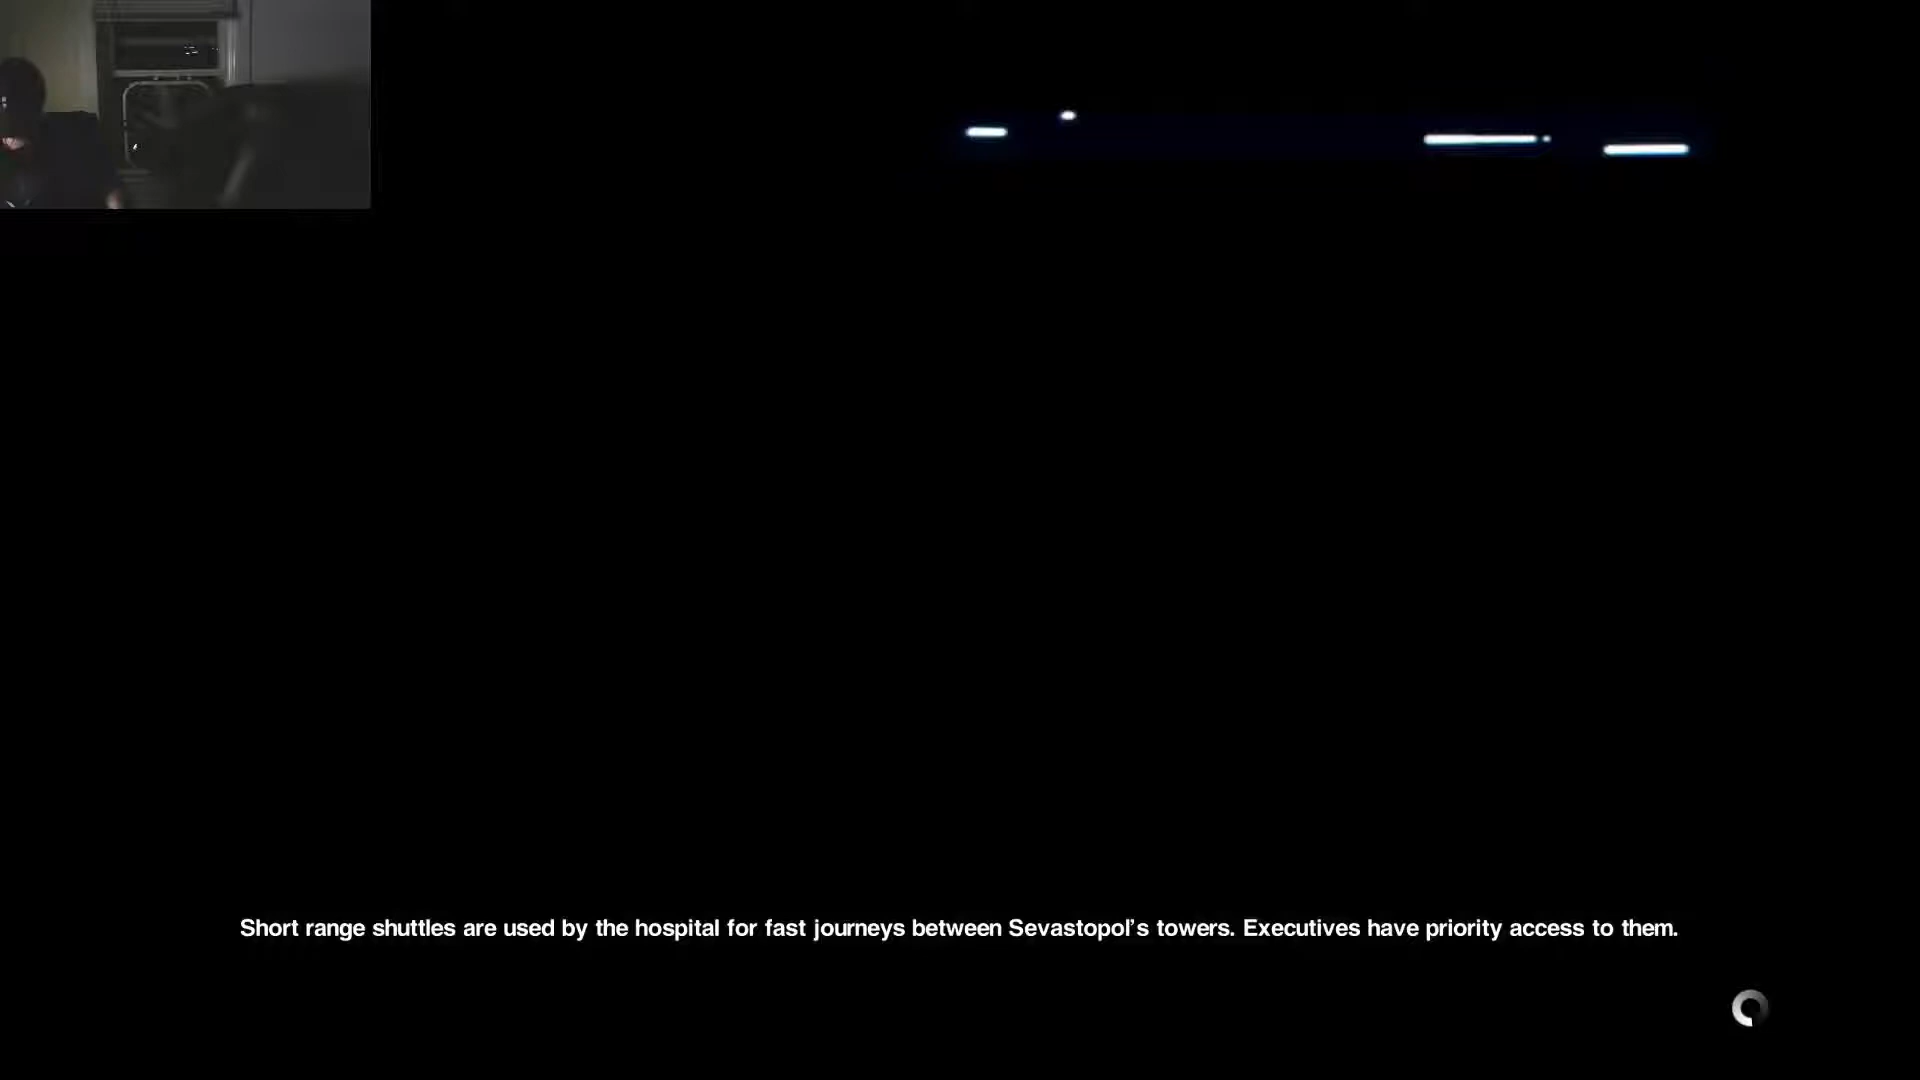 Short range shuttles are used by the hospital for fast journeys between Sevastopol’s towers. Executives have priority access to them.